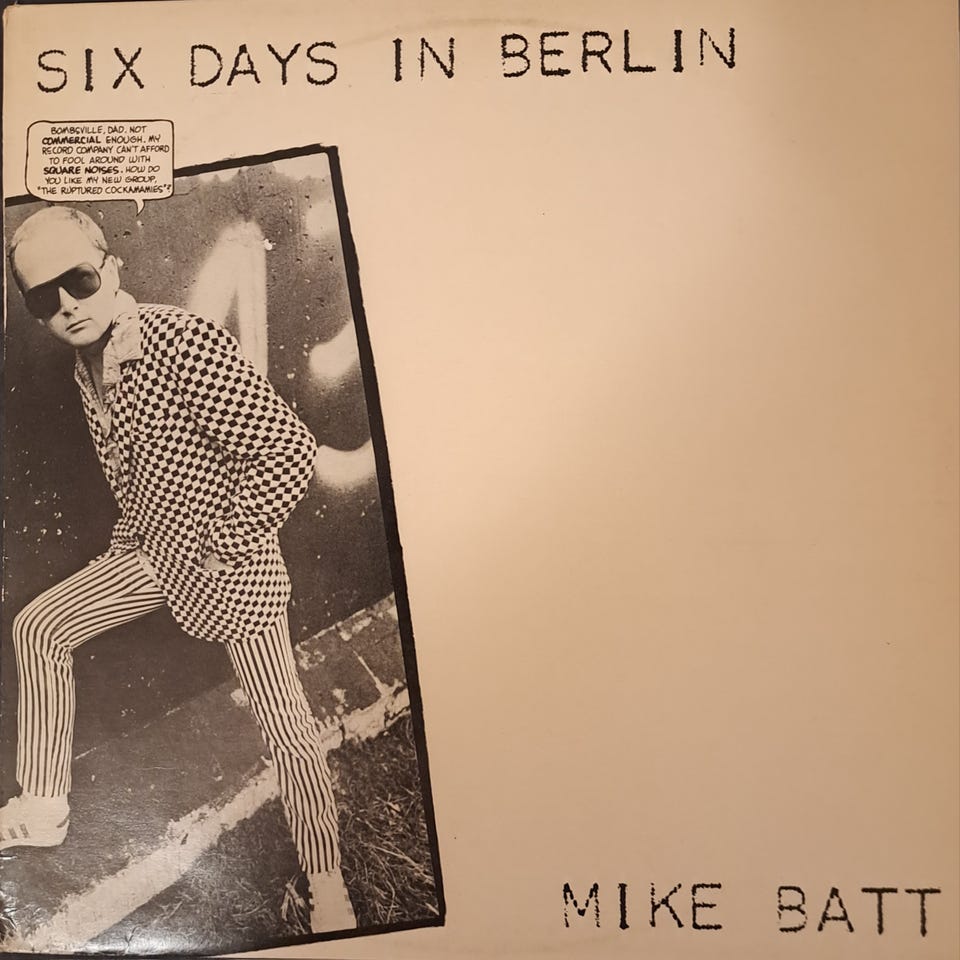 SIX DAYS IN BERLIN
BOMBSVILLE, DAD. NOT
COMMERCIAL ENOUGH. MY
RECORD COMPANY CAN'T AFFORD
TO FOOL AROUND WITH
SQUARE NOISES. HOW DO
YOU LIKE MY NEW GROUP,
"THE RUPTURED COCKAMAMIES"?
MIKE BATT